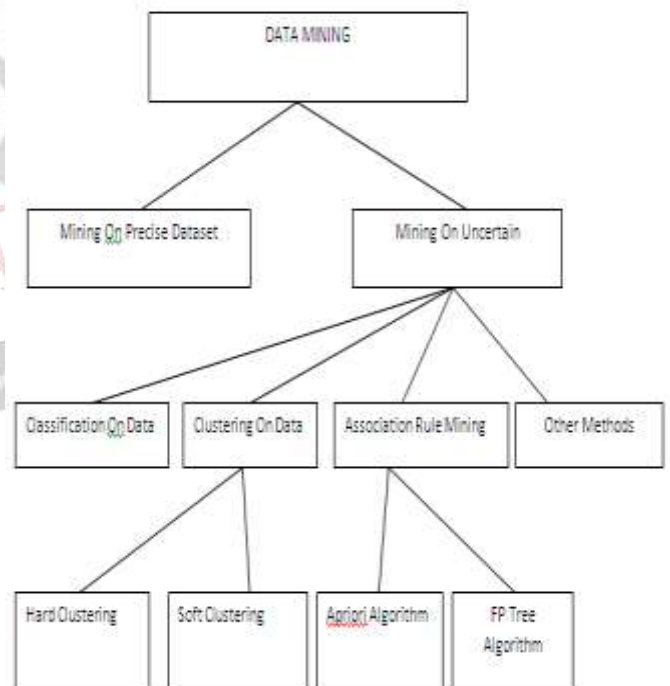 DATA MINING
Mining On Precise Dataset
Mining On Uncertain
Classification On Data
Clustering On Data
Association Rule Mining
Other Methods
Hard Clustering
Soft Clustering
Apriori Algorithm
FP Tree
Algorithm